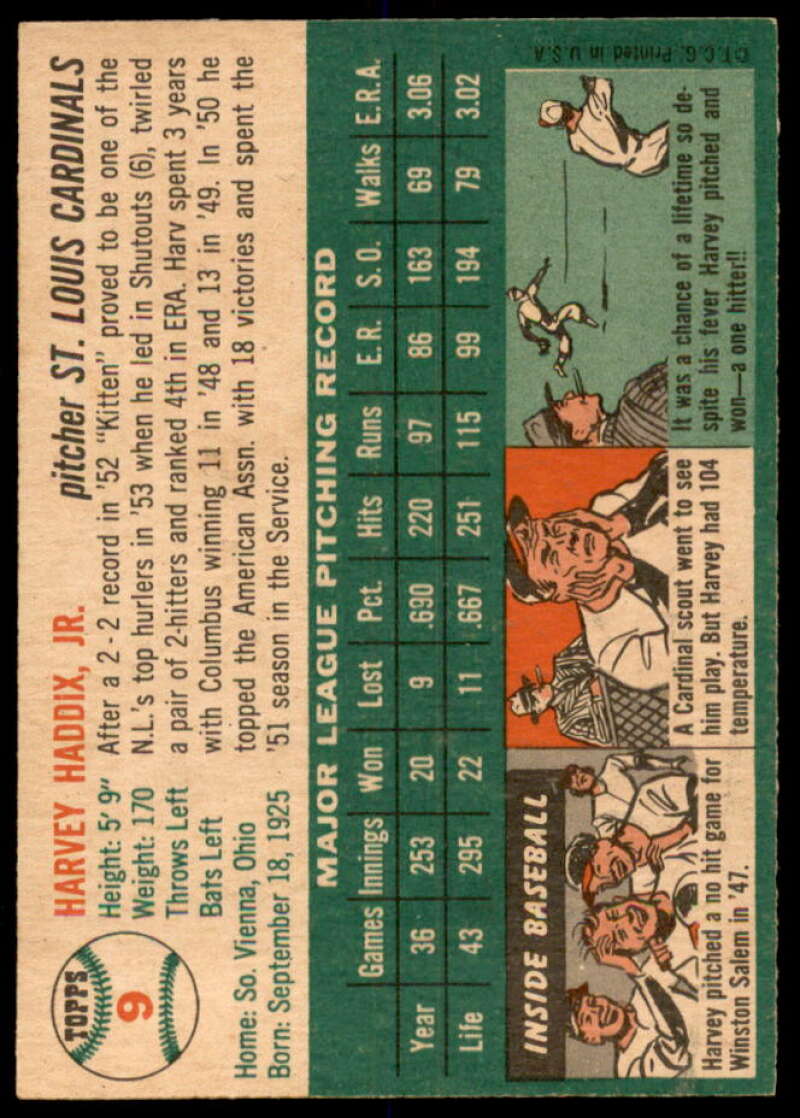 TOPPS
9
HARVEY HADDIX, JR.
pitcher ST. LOUIS CARDINALS
Height: 5' 9"
Weight: 170
Throws Left
Bats Left
Home: So. Vienna, Ohio
Born: September 18, 1925
After a 2-2 record in '52 "Kitten" proved to be one of the
N.L.'s top hurlers in '53 when he led in Shutouts (6), twirled
a pair of 2-hitters and ranked 4th in ERA. Harv spent 3 years
with Columbus winning 11 in '48 and 13 in '49. In '50 he
topped the American Assn. with 18 victories and spent the
'51 season in the Service.
MAJOR LEAGUE PITCHING RECORD
Games Innings Won Lost Pct. Hits Runs E.R. S.O. Walks E.R.A.
Year 36 253 20 9 .690 220 97 86 163 69 3.06
Life 43 295 22 11 .667 251 115 99 194 79 3.02
INSIDE BASEBALL
Harvey pitched a no hit game for
Winston Salem in '47.
A Cardinal scout went to see
him play. But Harvey had 104
temperature.
It was a chance of a lifetime so de-
spite his fever Harvey pitched and
won—a one hitter!!
©T.C.G. Printed in U.S.A.